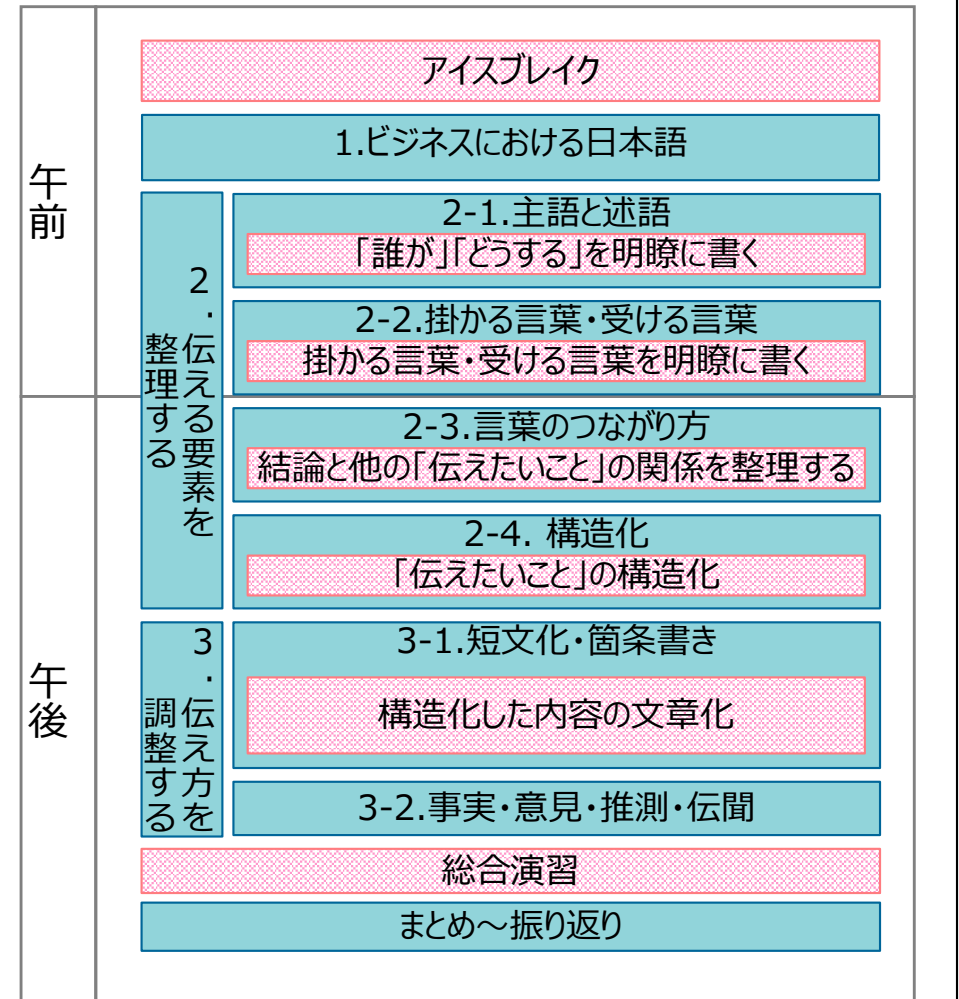 午前
アイスブレイク
1.ビジネスにおける日本語
2.伝える要素を
整理する
2-1.主語と述語
「誰が」「どうする」を明瞭に書く
2-2.掛かる言葉・受ける言葉
掛かる言葉・受ける言葉を明瞭に書く
午後
2-3.言葉のつながり方
結論と他の「伝えたいこと」の関係を整理する
2-4. 構造化
「伝えたいこと」の構造化
3.伝え方を
調整する
3-1.短文化・箇条書き
構造化した内容の文章化
3-2.事実・意見・推測・伝聞
総合演習
まとめ～振り返り